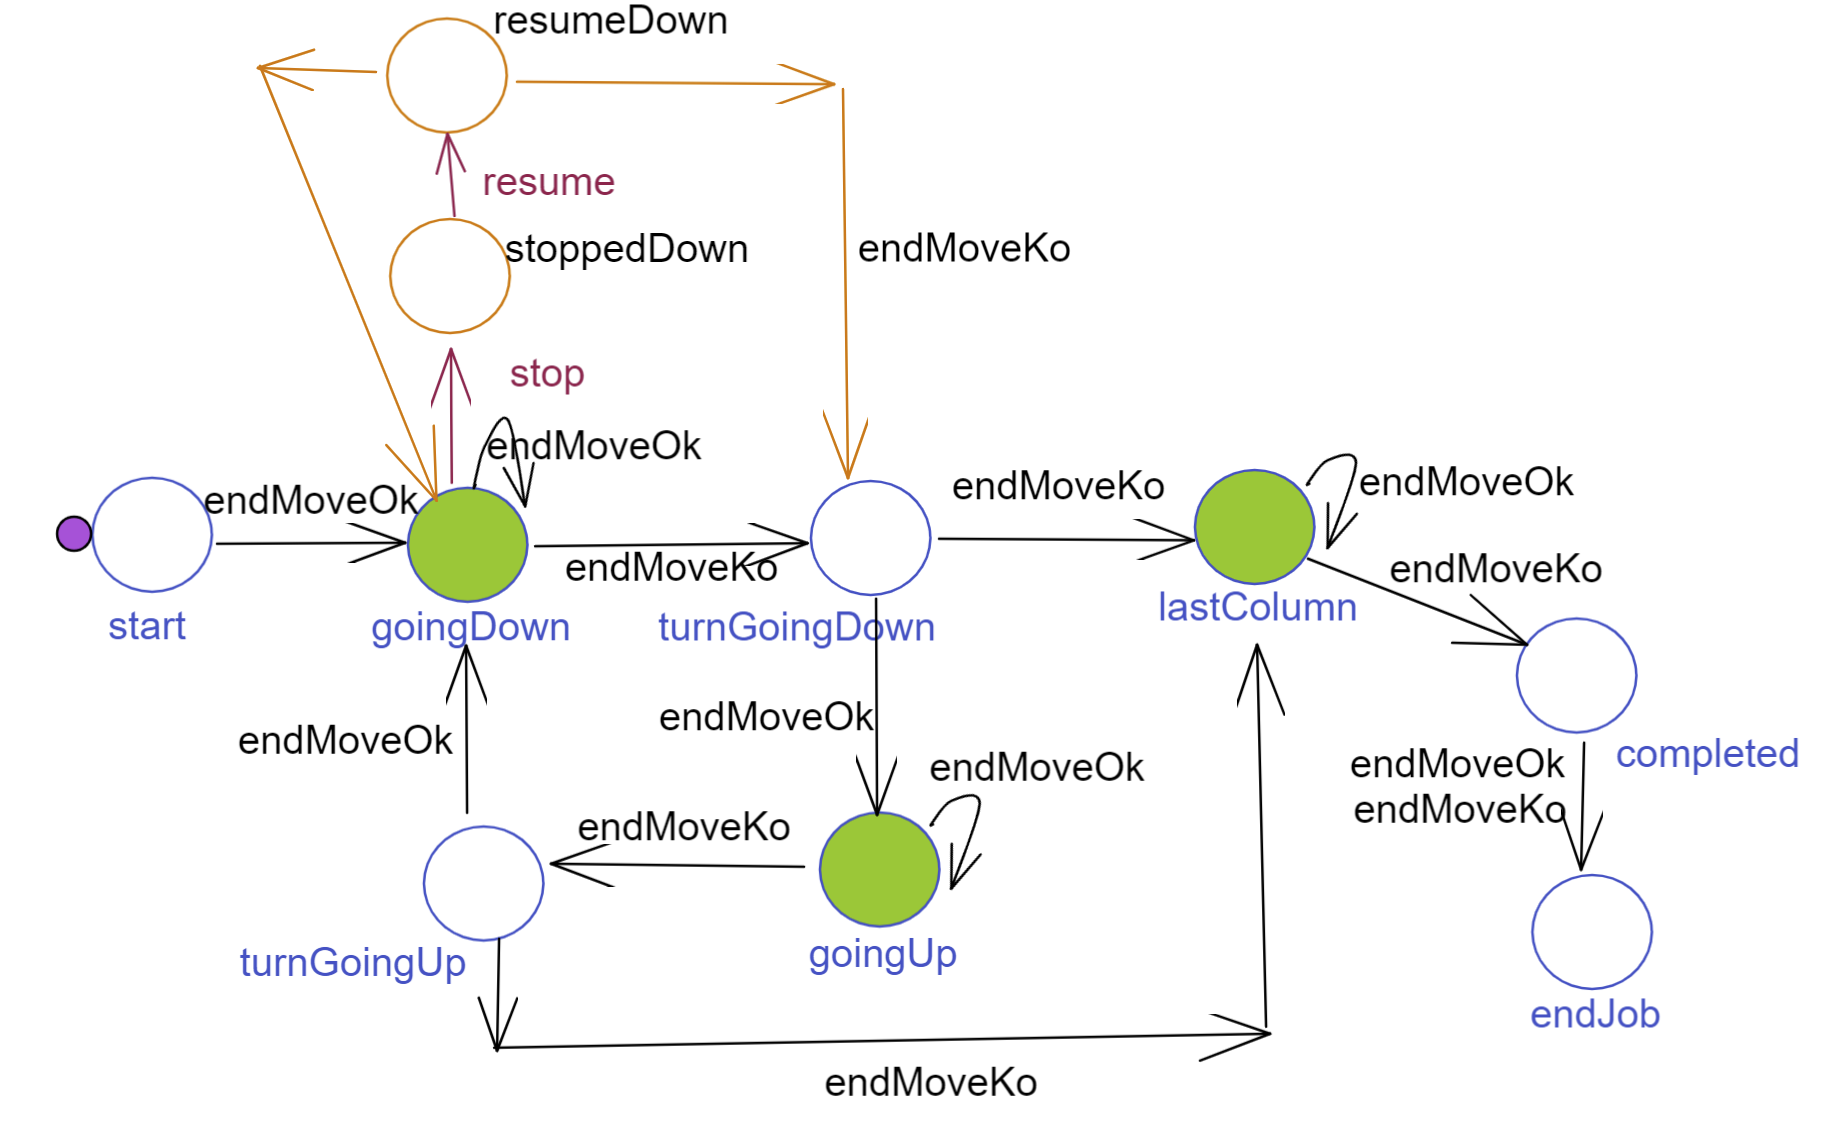 resumeDown
resume
stoppedDown
endMoveKo
stop
endMoveOk
endMoveOk
endMoveKo
endMoveOk
endMoveKo
endMoveKo
lastColumn
start
goingDown
turnGoingDown
endMoveOk
endMoveOk
completed
endMoveOk
endMoveOk
endMoveKo
endMoveKo
turnGoingUp
goingUp
endJob
endMoveKo